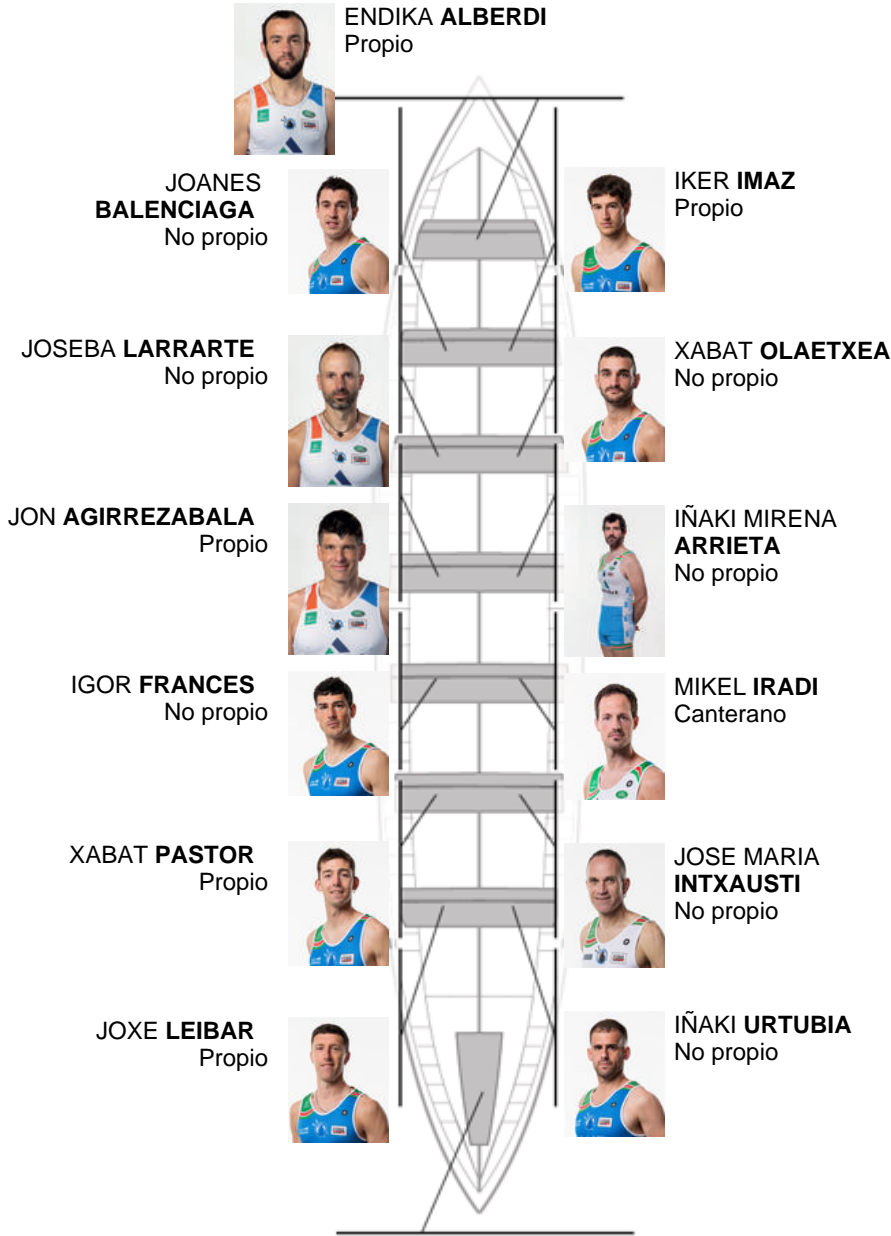 ENDIKA ALBERDI
Propio
JOANES
BALENCIAGA
No propio
IKER IMAZ
Propio
JOSEBA LARRARTE
No propio
XABAT OLAETXEA
No propio
JON AGIRREZABALA
Propio
IÑAKI MIRENA
ARRIETA
No propio
IGOR FRANCES
No propio
MIKEL IRADI
Canterano
XABAT PASTOR
Propio
JOSE MARIA
INTXAUSTI
No propio
JOXE LEIBAR
Propio
IÑAKI URTUBIA
No propio